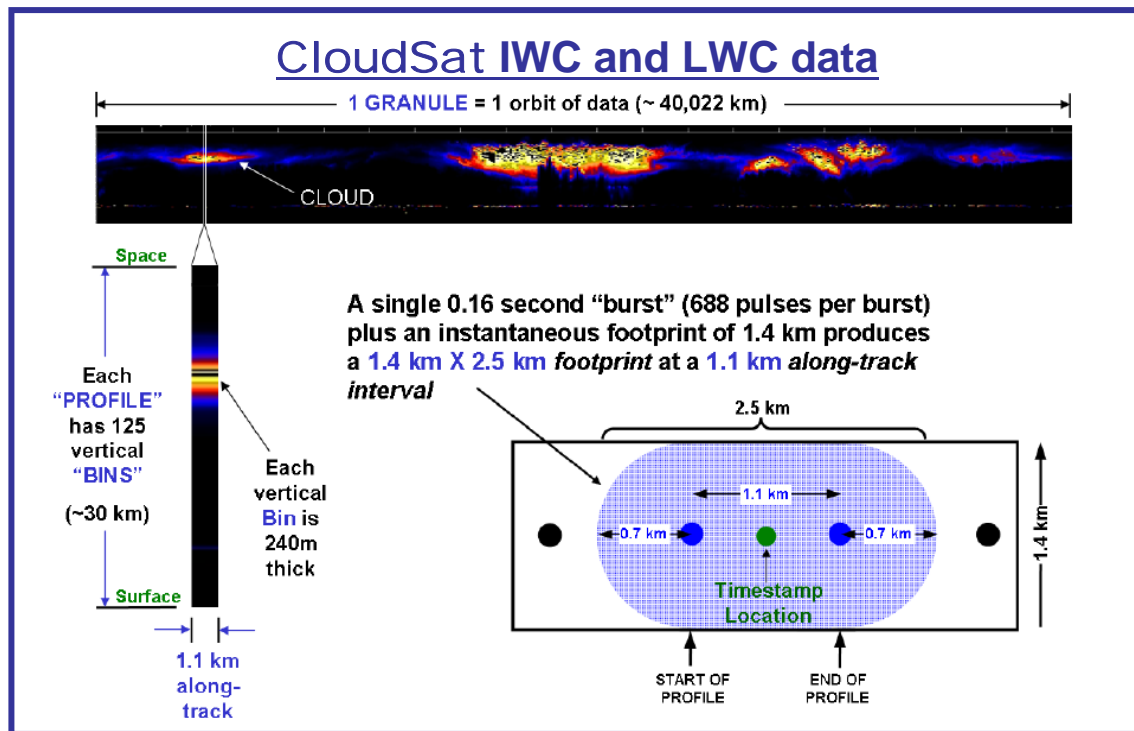 CloudSat IWC and LWC data
1 GRANULE = 1 orbit of data (~ 40,022 km)
CLOUD
Space
Each
“PROFILE”
has 125
vertical
“BINS”
(~30 km)
Surface
Each
vertical
Bin is
240m
thick
1.1 km
along-
track
A single 0.16 second “burst” (688 pulses per burst)
plus an instantaneous footprint of 1.4 km produces
a 1.4 km X 2.5 km footprint at a 1.1 km along-track
interval
2.5 km
1.1 km
0.7 km
0.7 km
1.4 km
Timestamp
Location
START OF
PROFILE
END OF
PROFILE